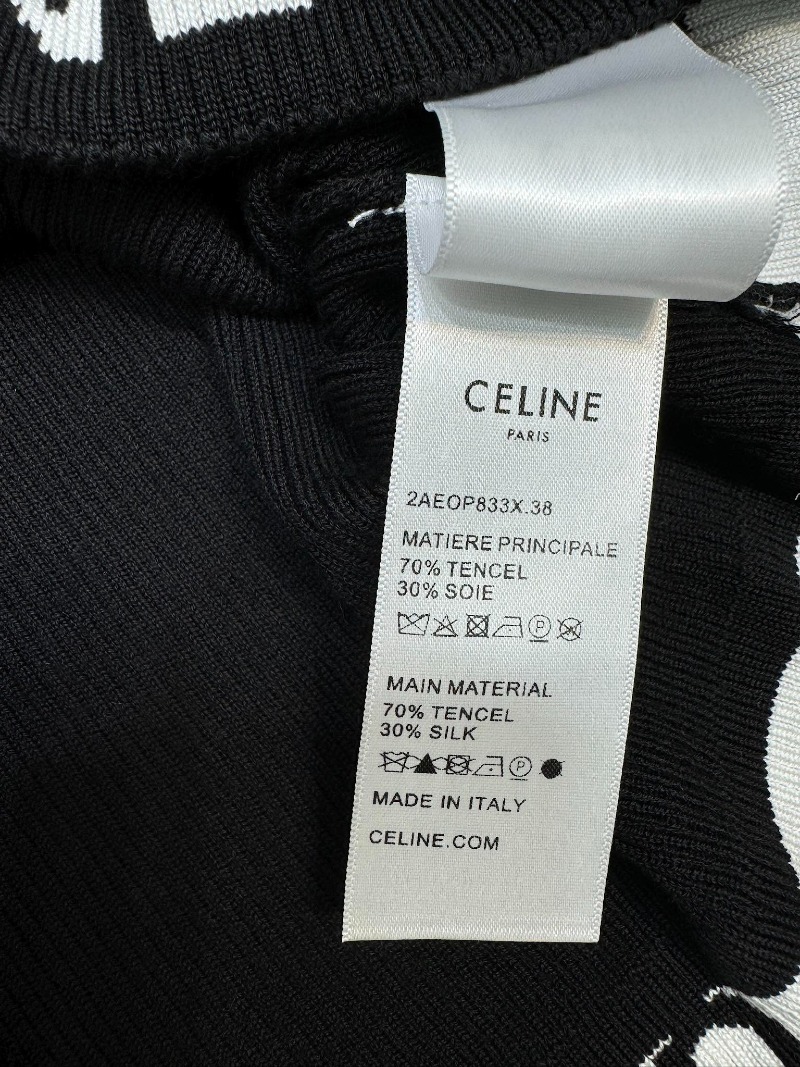 CELINE
PARIS
2AEOP833X.38
MATIERE PRINCIPALE
70% TENCEL
30% SOIE
MAIN MATERIAL
70% TENCEL
30% SILK
MADE IN ITALY
CELINE.COM